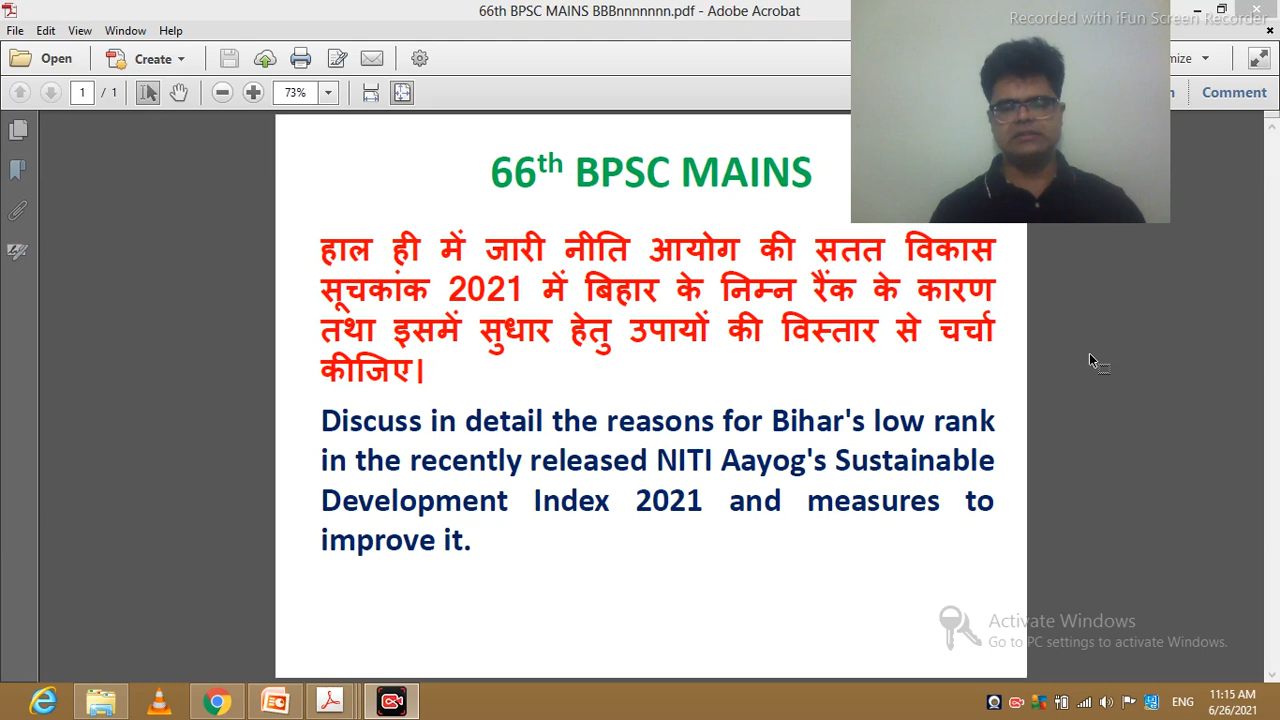 66th BPSC MAINS BBBnnnnnnn.pdf - Adobe Acrobat
Recorded with iFun Screen Recorder
File Edit View Window Help
Open Create mize
1 / 1 73% Comment
66th BPSC MAINS
हाल ही में जारी नीति आयोग की सतत विकास
सूचकांक 2021 में बिहार के निम्न रैंक के कारण
तथा इसमें सुधार हेतु उपायों की विस्तार से चर्चा
कीजिए।
Discuss in detail the reasons for Bihar's low rank
in the recently released NITI Aayog's Sustainable
Development Index 2021 and measures to
improve it.
Activate Windows
Go to PC settings to activate Windows.
ENG
11:15 AM
6/26/2021